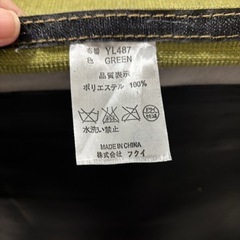 布番 YL487
色 GREEN
品質表示
ポリエステル 100%
水洗い禁止
MADE IN CHINA
株式会社 フクイ